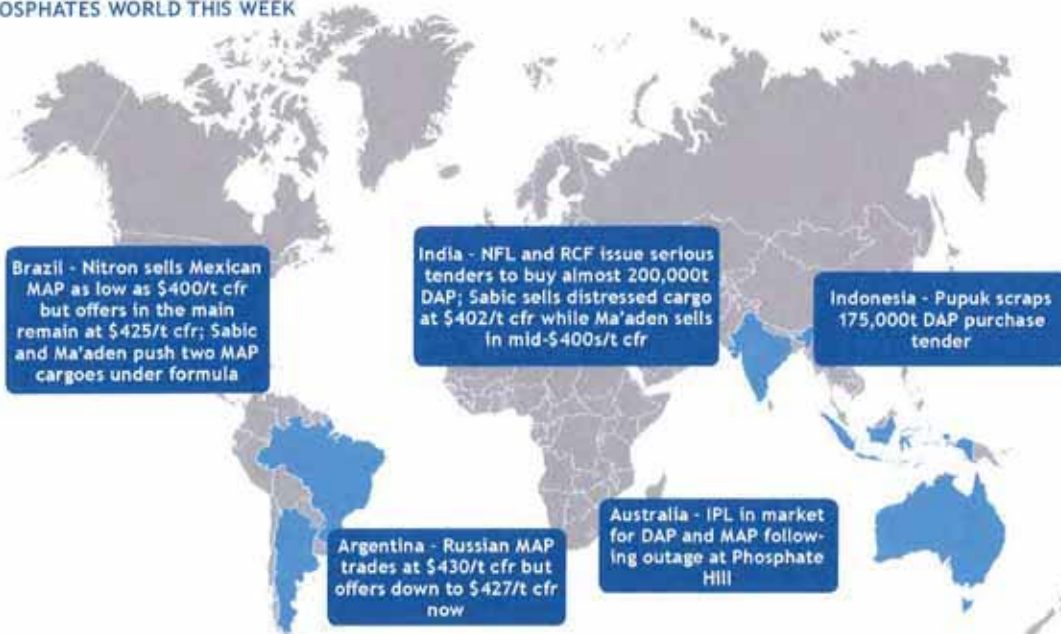 OSPHATES WORLD THIS WEEK
Brazil - Nitron sells Mexican
MAP as low as $400/t cfr
but offers in the main
remain at $425/t cfr; Sabic
and Ma'aden push two MAP
cargoes under formula
India - NFL and RCF issue serious
tenders to buy almost 200,000t
DAP; Sabic sells distressed cargo
at $402/t cfr while Ma'aden sells
in mid-$400s/t cfr
Indonesia - Pupuk scraps
175,000t DAP purchase
tender
Argentina - Russian MAP
trades at $430/t cfr but
offers down to $427/t cfr
now
Australia - IPL in market
for DAP and MAP follow-
ing outage at Phosphate
Hill